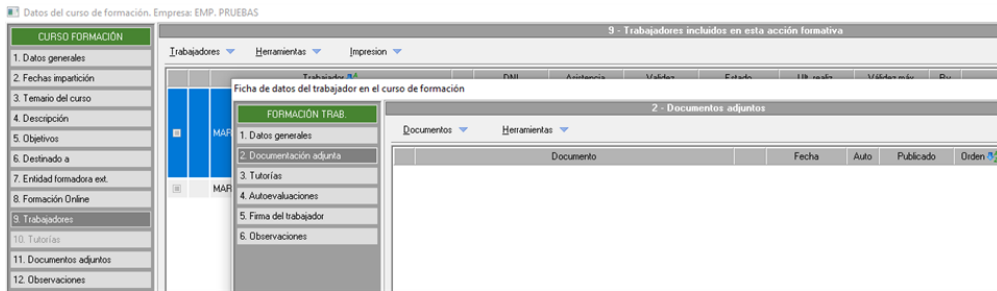 Datos del curso de formación. Empresa: EMP. PRUEBAS
CURSO FORMACIÓN
1. Datos generales
2. Fechas impartición
3. Temario del curso
4. Descripción
5. Objetivos
6. Destinado a
7. Entidad formadora ext.
8. Formación Online
9. Trabajadores
10. Tutorías
11. Documentos adjuntos
12. Observaciones
9 - Trabajadores incluidos en esta acción formativa
Trabajadores Herramientas Impresion
Trabajador DNI Asistencia Validez Estado Ult. realiz. Válidez máx.
MAR
MAR
Ficha de datos del trabajador en el curso de formación
FORMACIÓN TRAB.
1. Datos generales
2. Documentación adjunta
3. Tutorías
4. Autoevaluaciones
5. Firma del trabajador
6. Observaciones
2 - Documentos adjuntos
Documentos Herramientas
Documento Fecha Auto Publicado Orden